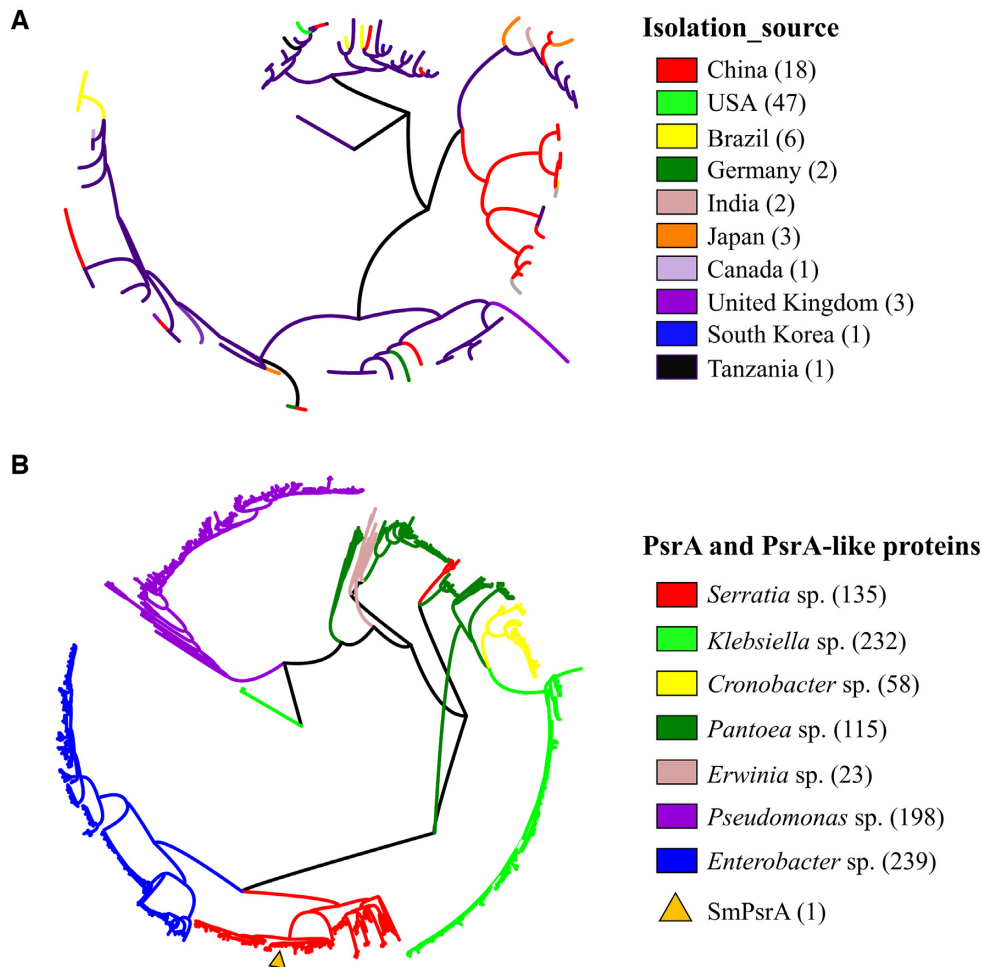 A
Isolation_source
China (18)
USA (47)
Brazil (6)
Germany (2)
India (2)
Japan (3)
Canada (1)
United Kingdom (3)
South Korea (1)
Tanzania (1)
B
PsrA and PsrA-like proteins
Serratia sp. (135)
Klebsiella sp. (232)
Cronobacter sp. (58)
Pantoea sp. (115)
Erwinia sp. (23)
Pseudomonas sp. (198)
Enterobacter sp. (239)
SmPsrA (1)